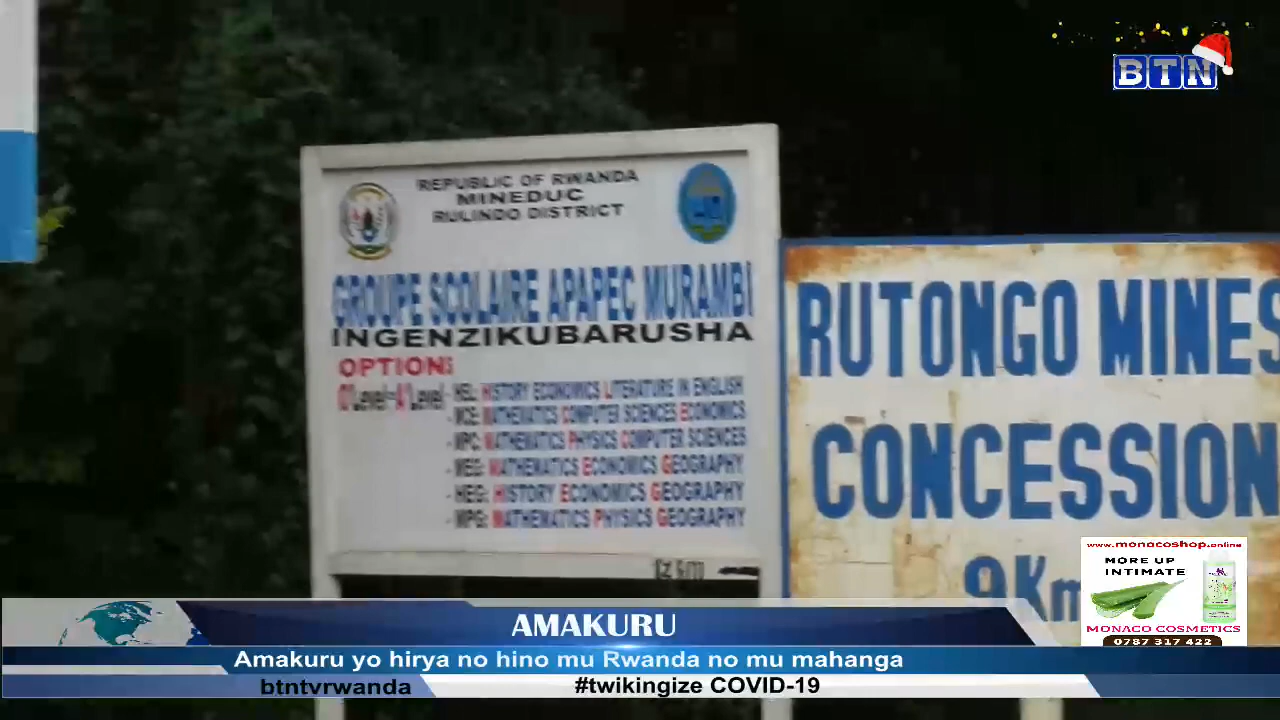 BTN
REPUBLIC OF RWANDA
MINEDUC
RULINDO DISTRICT
GROUPE SCOLAIRE APAPEC MURAMBI
INGENZIKUBARUSHA
OPTION:
O'Level=A'Level - HEL: HISTORY ECONOMICS LITERATURE IN ENGLISH
- MCE: MATHEMATICS COMPUTER SCIENCES ECONOMICS
- MPC: MATHEMATICS PHYSICS COMPUTER SCIENCES
- MEG: MATHEMATICS ECONOMICS GEOGRAPHY
- HEG: HISTORY ECONOMICS GEOGRAPHY
- MPG: MATHEMATICS PHYSICS GEOGRAPHY
RUTONGO MINES
CONCESSION
9Km
www.monacoshop.online
MORE UP
INTIMATE
MONACO COSMETICS
0787 317 422
AMAKURU
Amakuru yo hirya no hino mu Rwanda no mu mahanga
btntvrwanda
#twikingize COVID-19